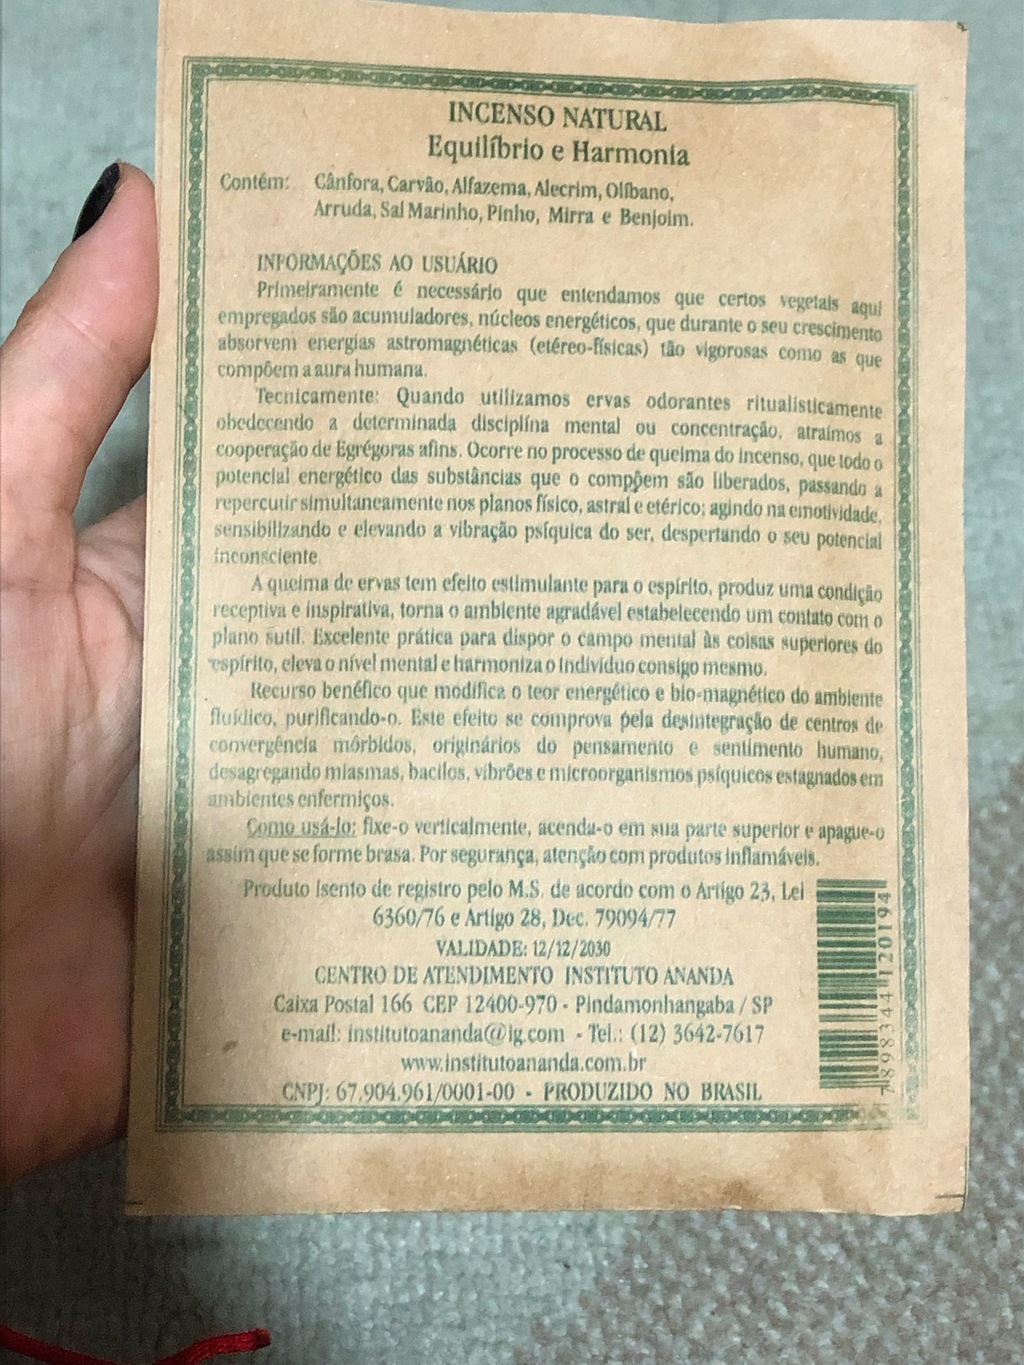 INCENSO NATURAL
Equilíbrio e Harmonia
Contém: Cânfora, Carvão, Alfazema, Alecrim, Olíbano,
Arruda, Sal Marinho, Pinho, Mirra e Benjoim.
INFORMAÇÕES AO USUÁRIO
Primeiramente é necessário que entendamos que certos vegetais aqui
empregados são acumuladores, núcleos energéticos, que durante o seu crescimento
absorvem energias astromagnéticas (etéreo-físicas) tão vigorosas como as que
compõem a aura humana.
Tecnicamente: Quando utilizamos ervas odorantes ritualisticamente
obedecendo a determinada disciplina mental ou concentração, atraímos a
cooperação de Egrégoras afins. Ocorre no processo de queima do incenso, que todo o
potencial energético das substâncias que o compõem são liberados, passando a
repercutir simultaneamente nos planos físico, astral e etérico; agindo na emotividade,
sensibilizando e elevando a vibração psíquica do ser, despertando o seu potencial
inconsciente.
A queima de ervas tem efeito estimulante para o espírito, produz uma condição
receptiva e inspirativa, torna o ambiente agradável estabelecendo um contato com o
plano sutil. Excelente prática para dispor o campo mental às coisas superiores do
espírito, eleva o nível mental e harmoniza o indivíduo consigo mesmo.
Recurso benéfico que modifica o teor energético e bio-magnético do ambiente
fluídico, purificando-o. Este efeito se comprova pela desintegração de centros de
convergência mórbidos, originários do pensamento e sentimento humano,
desagregando miasmas, bacilos, vibrões e microorganismos psíquicos estagnados em
ambientes enfermiços.
Como usá-lo: fixe-o verticalmente, acenda-o em sua parte superior e apague-o
assim que se forme brasa. Por segurança, atenção com produtos inflamáveis.
Produto isento de registro pelo M.S. de acordo com o Artigo 23, Lei
6360/76 e Artigo 28, Dec. 79094/77
VALIDADE: 12/12/2030
CENTRO DE ATENDIMENTO INSTITUTO ANANDA
Caixa Postal 166 CEP 12400-970 - Pindamonhangaba / SP
e-mail: institutoananda@ig.com - Tel.: (12) 3642-7617
www.institutoananda.com.br
CNPJ: 67.904.961/0001-00 - PRODUZIDO NO BRASIL
7 898344 120194